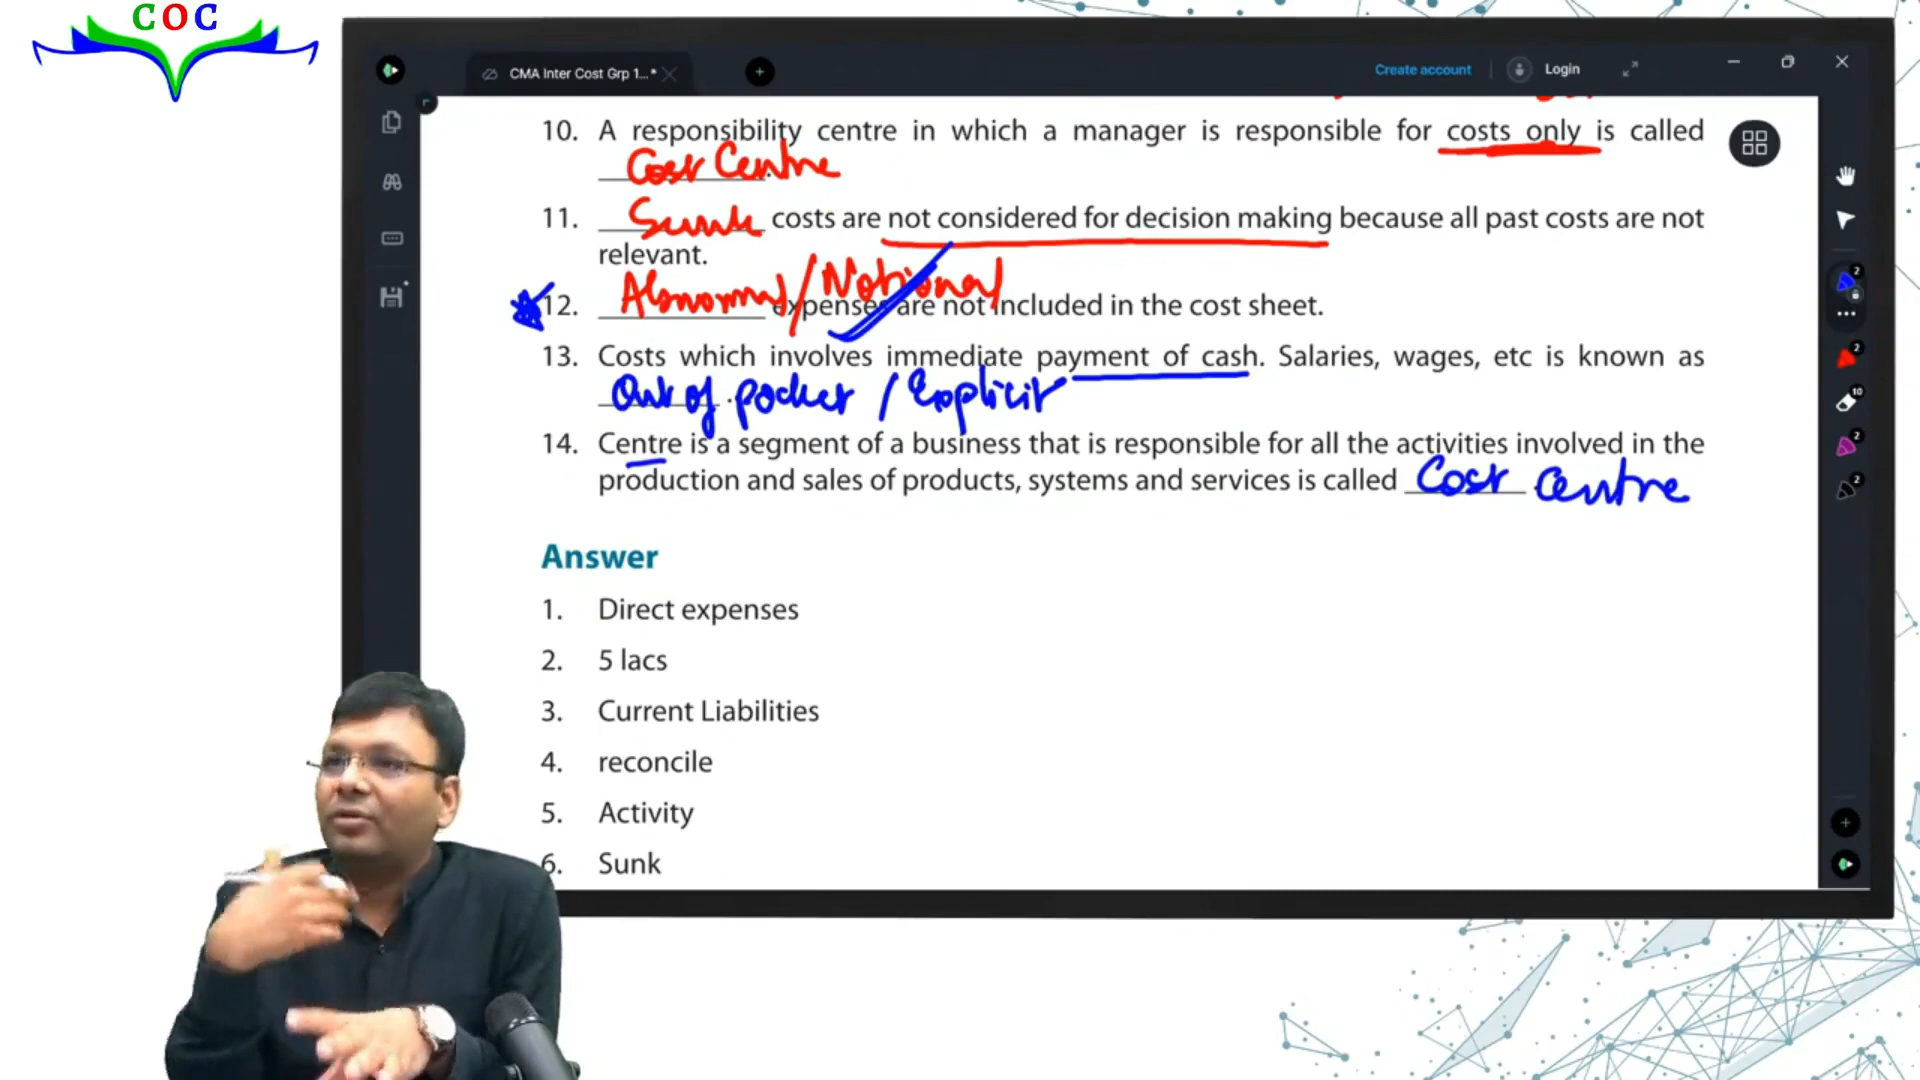 COC
CMA Inter Cost Grp 1...*
Create account
Login
10. A responsibility centre in which a manager is responsible for costs only is called
Cost Centre
11. Sunk costs are not considered for decision making because all past costs are not
relevant.
Abnormal / Notional
12. expenses are not included in the cost sheet.
13. Costs which involves immediate payment of cash. Salaries, wages, etc is known as
Out of pocket / Explicit
14. Centre is a segment of a business that is responsible for all the activities involved in the
production and sales of products, systems and services is called Cost Centre
Answer
1. Direct expenses
2. 5 lacs
3. Current Liabilities
4. reconcile
5. Activity
6. Sunk
2
2
10
2
2